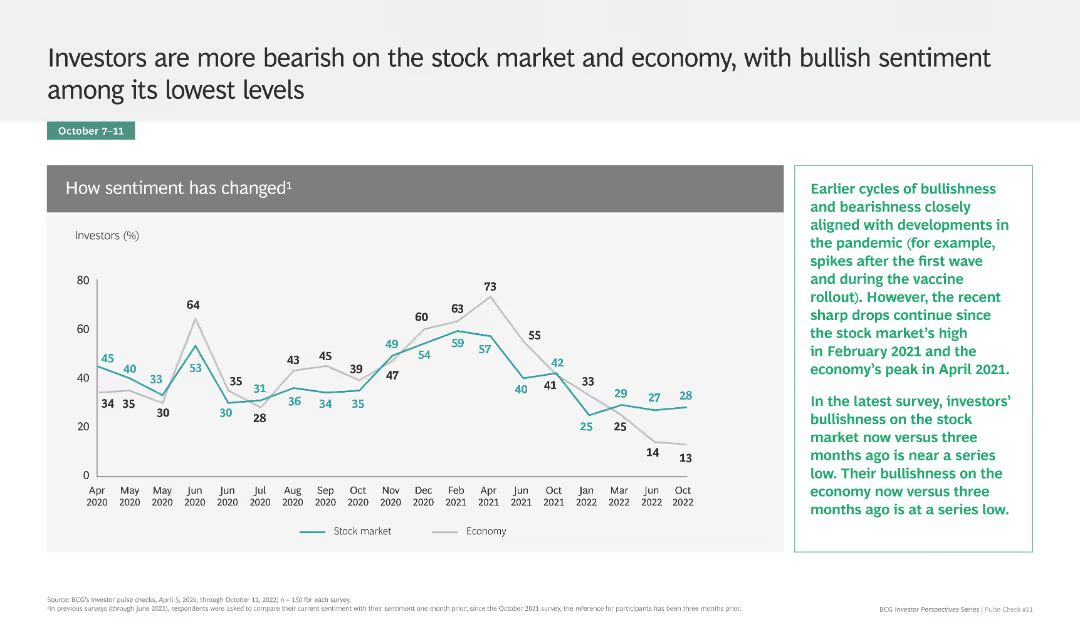 Investors are more bearish on the stock market and economy, with bullish sentiment
among its lowest levels
October 7–11
How sentiment has changed¹
Investors (%)
80
60
40
20
0
45
40
33
53
30
31
36
34
35
49
54
59
57
40
42
25
29
27
28
34
35
30
64
35
28
43
45
39
47
60
63
73
55
41
33
25
14
13
Apr 2020
May 2020
May 2020
Jun 2020
Jun 2020
Jul 2020
Aug 2020
Sep 2020
Oct 2020
Nov 2020
Dec 2020
Feb 2021
Apr 2021
Jun 2021
Oct 2021
Jan 2022
Mar 2022
Jun 2022
Oct 2022
Stock market
Economy
Earlier cycles of bullishness
and bearishness closely
aligned with developments in
the pandemic (for example,
spikes after the first wave
and during the vaccine
rollout). However, the recent
sharp drops continue since
the stock market’s high
in February 2021 and the
economy’s peak in April 2021.
In the latest survey, investors’
bullishness on the stock
market now versus three
months ago is near a series
low. Their bullishness on the
economy now versus three
months ago is at a series low.
Source: BCG’s Investor pulse checks, April 5, 2020, through October 11, 2022; n = ~150 for each survey.
¹In previous surveys (through June 2021), respondents were asked to compare their current sentiment with their sentiment one month prior; since the October 2021 survey, the reference for participants has been three months prior.
BCG Investor Perspectives Series | Pulse Check #21